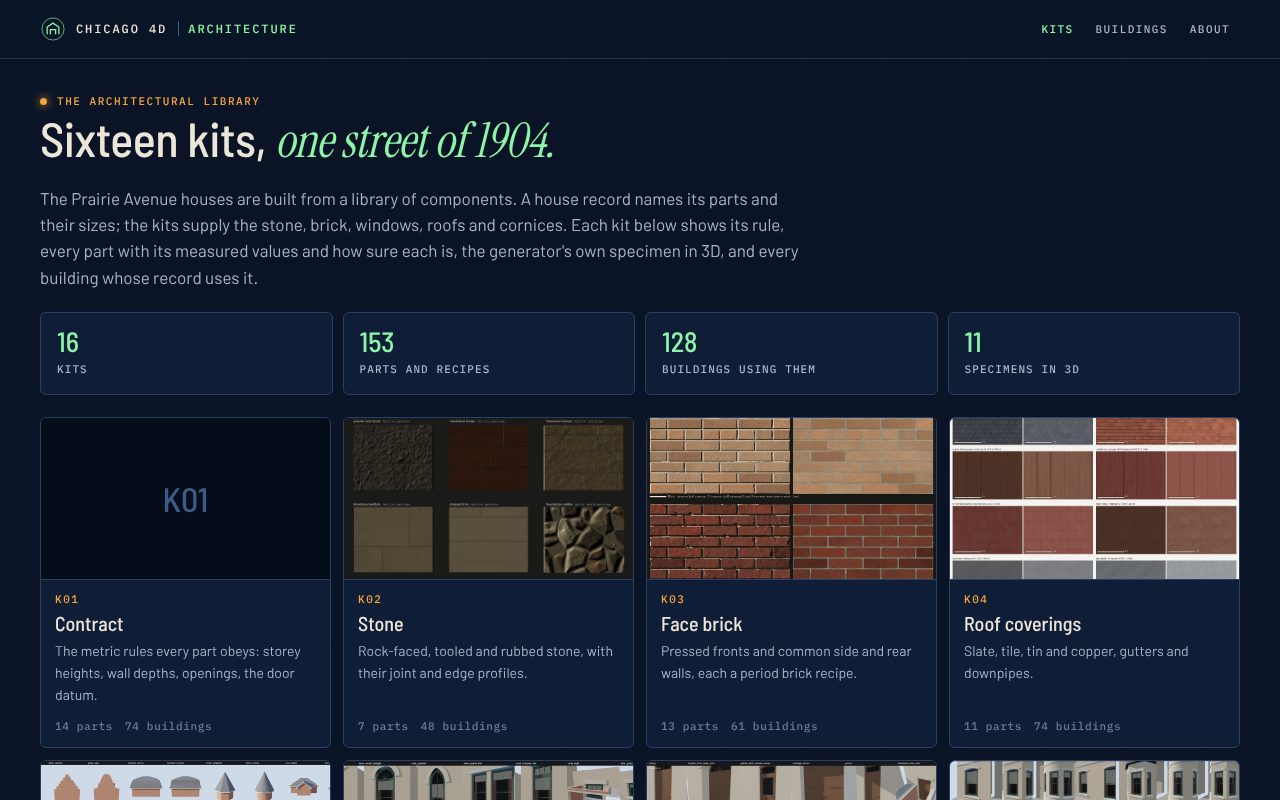 CHICAGO 4D | ARCHITECTURE
KITS BUILDINGS ABOUT
THE ARCHITECTURAL LIBRARY
Sixteen kits, one street of 1904.
The Prairie Avenue houses are built from a library of components. A house record names its parts and
their sizes; the kits supply the stone, brick, windows, roofs and cornices. Each kit below shows its rule,
every part with its measured values and how sure each is, the generator's own specimen in 3D, and every
building whose record uses it.
16
KITS
153
PARTS AND RECIPES
128
BUILDINGS USING THEM
11
SPECIMENS IN 3D
K01
K01
Contract
The metric rules every part obeys: storey
heights, wall depths, openings, the door
datum.
14 parts 74 buildings
K02
Stone
Rock-faced, tooled and rubbed stone, with
their joint and edge profiles.
7 parts 48 buildings
K03
Face brick
Pressed fronts and common side and rear
walls, each a period brick recipe.
13 parts 61 buildings
K04
Roof coverings
Slate, tile, tin and copper, gutters and
downpipes.
11 parts 74 buildings